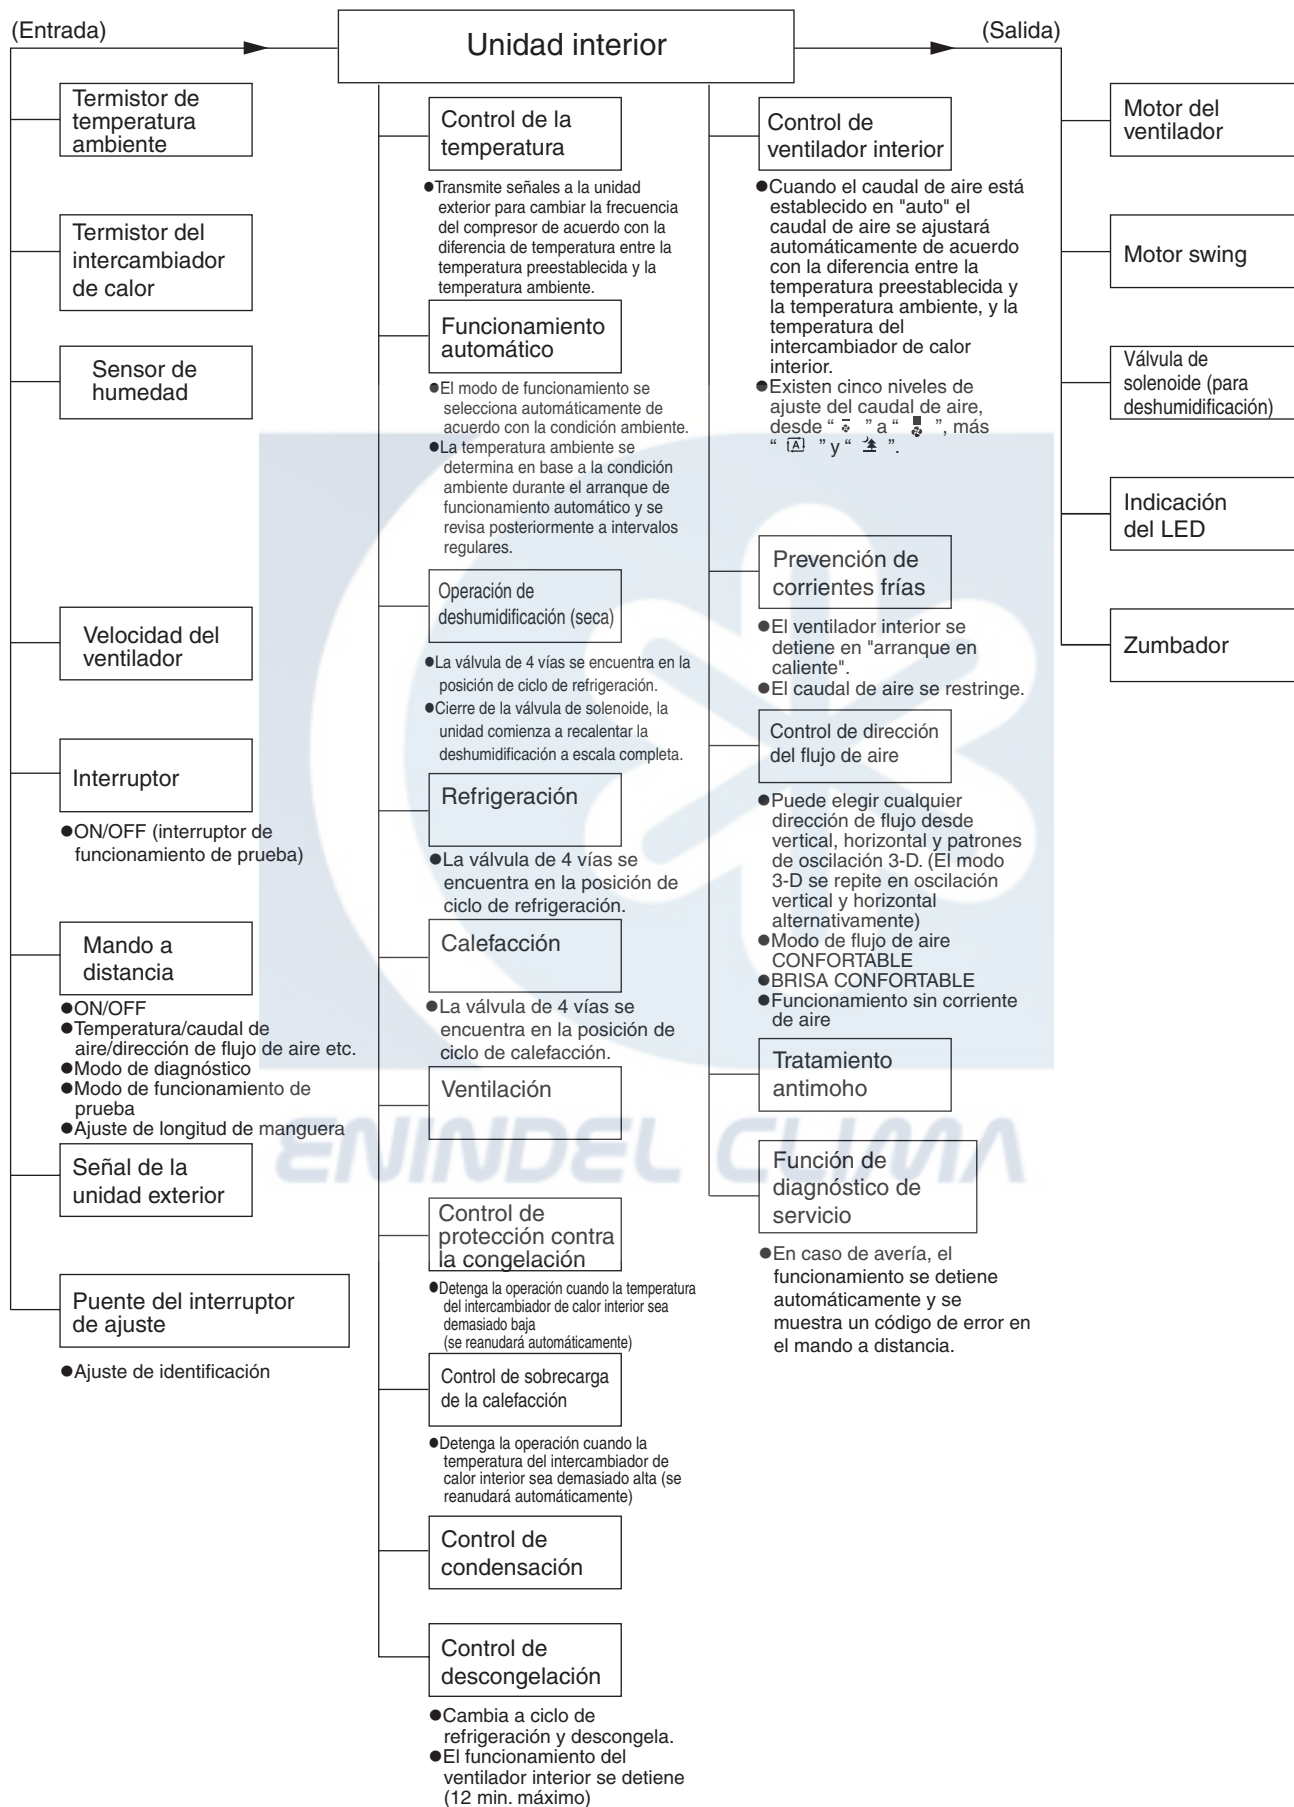 (Entrada)
Unidad interior
(Salida)
Termistor de
temperatura
ambiente
Termistor del
intercambiador
de calor
Sensor de
humedad
Velocidad del
ventilador
Interruptor
●ON/OFF (interruptor de
funcionamiento de prueba)
Mando a
distancia
●ON/OFF
●Temperatura/caudal de
aire/dirección de flujo de aire etc.
●Modo de diagnóstico
●Modo de funcionamiento de
prueba
●Ajuste de longitud de manguera
Señal de la
unidad exterior
Puente del interruptor
de ajuste
●Ajuste de identificación
Control de la
temperatura
●Transmite señales a la unidad
exterior para cambiar la frecuencia
del compresor de acuerdo con la
diferencia de temperatura entre la
temperatura preestablecida y la
temperatura ambiente.
Funcionamiento
automático
●El modo de funcionamiento se
selecciona automáticamente de
acuerdo con la condición ambiente.
●La temperatura ambiente se
determina en base a la condición
ambiente durante el arranque de
funcionamiento automático y se
revisa posteriormente a intervalos
regulares.
Operación de
deshumidificación (seca)
●La válvula de 4 vías se encuentra en la
posición de ciclo de refrigeración.
●Cierre de la válvula de solenoide, la
unidad comienza a recalentar la
deshumidificación a escala completa.
Refrigeración
●La válvula de 4 vías se
encuentra en la posición de
ciclo de refrigeración.
Calefacción
●La válvula de 4 vías se
encuentra en la posición de
ciclo de calefacción.
Ventilación
Control de
protección contra
la congelación
●Detenga la operación cuando la temperatura
del intercambiador de calor interior sea
demasiado baja
(se reanudará automáticamente)
Control de sobrecarga
de la calefacción
●Detenga la operación cuando la
temperatura del intercambiador de
calor interior sea demasiado alta (se
reanudará automáticamente)
Control de
condensación
Control de
descongelación
●Cambia a ciclo de
refrigeración y descongela.
●El funcionamiento del
ventilador interior se detiene
(12 min. máximo)
Control de
ventilador interior
●Cuando el caudal de aire está
establecido en "auto" el
caudal de aire se ajustará
automáticamente de acuerdo
con la diferencia entre la
temperatura preestablecida y
la temperatura ambiente, y la
temperatura del
intercambiador de calor
interior.
●Existen cinco niveles de
ajuste del caudal de aire,
desde “ ” a “ ”, más
“ A ” y “ ”.
Prevención de
corrientes frías
●El ventilador interior se
detiene en "arranque en
caliente".
●El caudal de aire se restringe.
Control de dirección
del flujo de aire
●Puede elegir cualquier
dirección de flujo desde
vertical, horizontal y patrones
de oscilación 3-D. (El modo
3-D se repite en oscilación
vertical y horizontal
alternativamente)
●Modo de flujo de aire
CONFORTABLE
●BRISA CONFORTABLE
●Funcionamiento sin corriente
de aire
Tratamiento
antimoho
Función de
diagnóstico de
servicio
●En caso de avería, el
funcionamiento se detiene
automáticamente y se
muestra un código de error en
el mando a distancia.
Motor del
ventilador
Motor swing
Válvula de
solenoide (para
deshumidificación)
Indicación
del LED
Zumbador
ENINDEL CLIMA